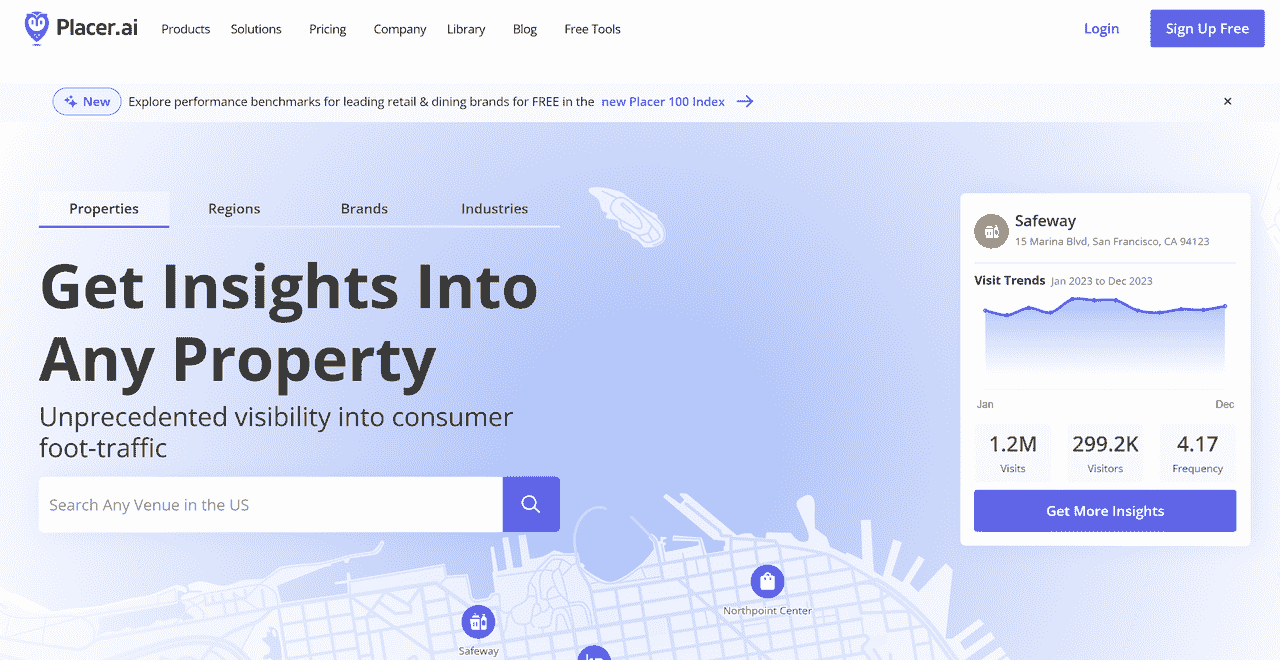 Placer.ai
Products
Solutions
Pricing
Company
Library
Blog
Free Tools
Login
Sign Up Free
New
Explore performance benchmarks for leading retail & dining brands for FREE in the new Placer 100 Index
Properties
Regions
Brands
Industries
Get Insights Into
Any Property
Unprecedented visibility into consumer
foot-traffic
Search Any Venue in the US
Safeway
15 Marina Blvd, San Francisco, CA 94123
Visit Trends Jan 2023 to Dec 2023
Jan
Dec
1.2M
Visits
299.2K
Visitors
4.17
Frequency
Get More Insights
Northpoint Center
Safeway